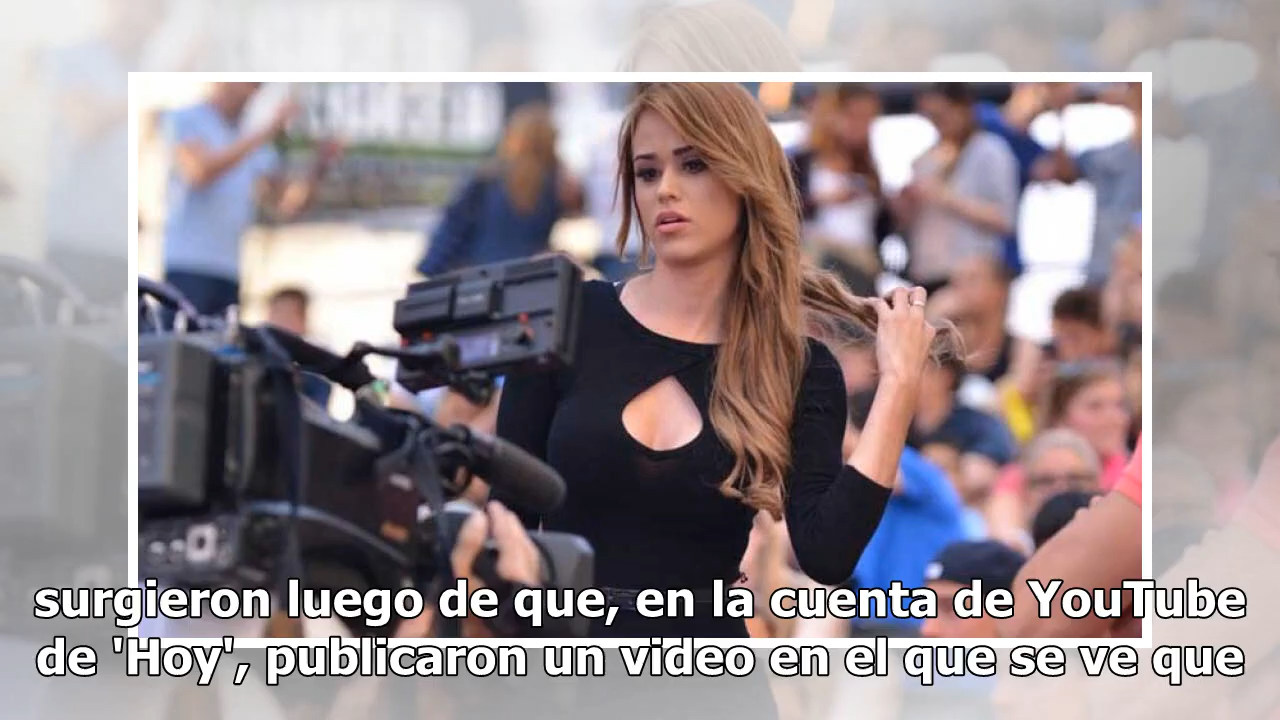 surgieron luego de que, en la cuenta de YouTube
de 'Hoy', publicaron un video en el que se ve que